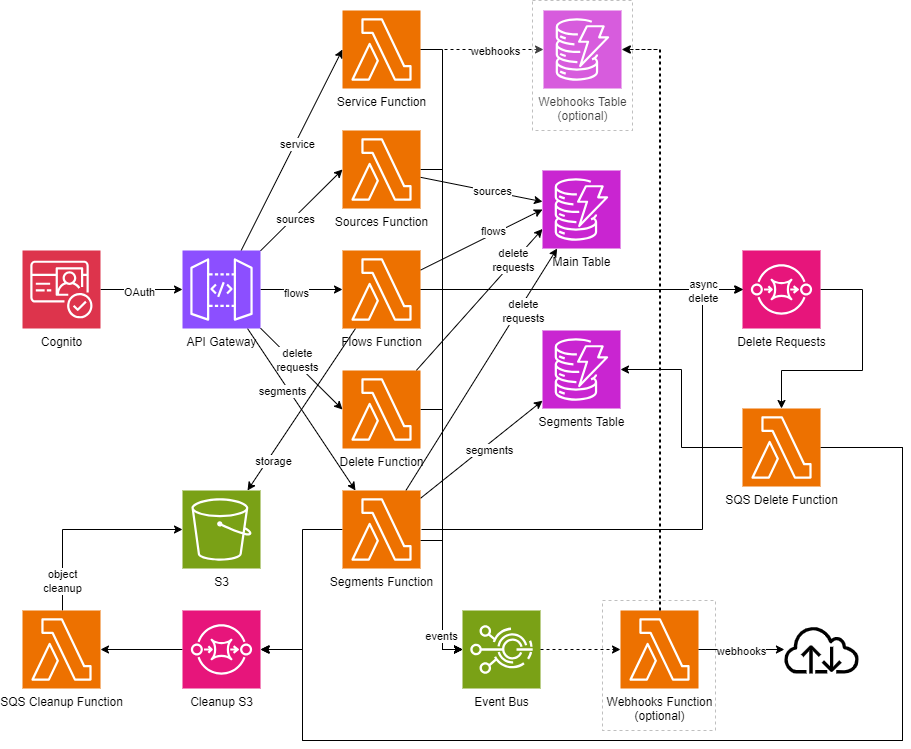 webhooks
Service Function
Webhooks Table
(optional)
service
sources
sources
Sources Function
flows
delete
requests
Main Table
async
delete
OAuth
flows
delete
requests
Cognito
API Gateway
Flows Function
Delete Requests
delete
requests
segments
Segments Table
segments
storage
Delete Function
SQS Delete Function
S3
Segments Function
object
cleanup
events
webhooks
SQS Cleanup Function
Cleanup S3
Event Bus
Webhooks Function
(optional)